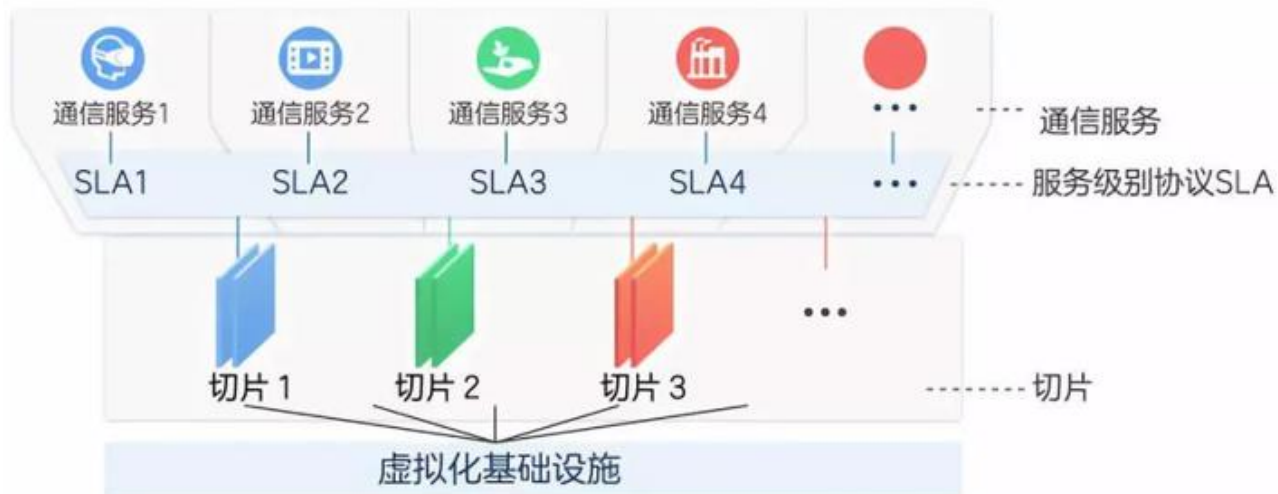 通信服务1 通信服务2 通信服务3 通信服务4 ••• 通信服务
SLA1 SLA2 SLA3 SLA4 ••• 服务级别协议SLA
•••
切片 1 切片 2 切片 3 切片
虚拟化基础设施